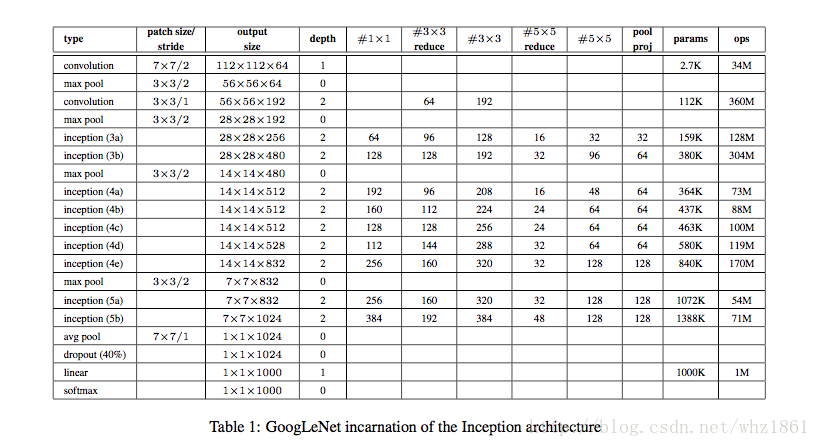 type patch size/ stride output size depth #1×1 #3×3 reduce #3×3 #5×5 reduce #5×5 pool proj params ops
convolution 7×7/2 112×112×64 1 2.7K 34M
max pool 3×3/2 56×56×64 0
convolution 3×3/1 56×56×192 2 64 192 112K 360M
max pool 3×3/2 28×28×192 0
inception (3a) 28×28×256 2 64 96 128 16 32 32 159K 128M
inception (3b) 28×28×480 2 128 128 192 32 96 64 380K 304M
max pool 3×3/2 14×14×480 0
inception (4a) 14×14×512 2 192 96 208 16 48 64 364K 73M
inception (4b) 14×14×512 2 160 112 224 24 64 64 437K 88M
inception (4c) 14×14×512 2 128 128 256 24 64 64 463K 100M
inception (4d) 14×14×528 2 112 144 288 32 64 64 580K 119M
inception (4e) 14×14×832 2 256 160 320 32 128 128 840K 170M
max pool 3×3/2 7×7×832 0
inception (5a) 7×7×832 2 256 160 320 32 128 128 1072K 54M
inception (5b) 7×7×1024 2 384 192 384 48 128 128 1388K 71M
avg pool 7×7/1 1×1×1024 0
dropout (40%) 1×1×1024 0
linear 1×1×1000 1 1000K 1M
softmax 1×1×1000 0
Table 1: GoogLeNet incarnation of the Inception architecture
blog.csdn.net/whz1861